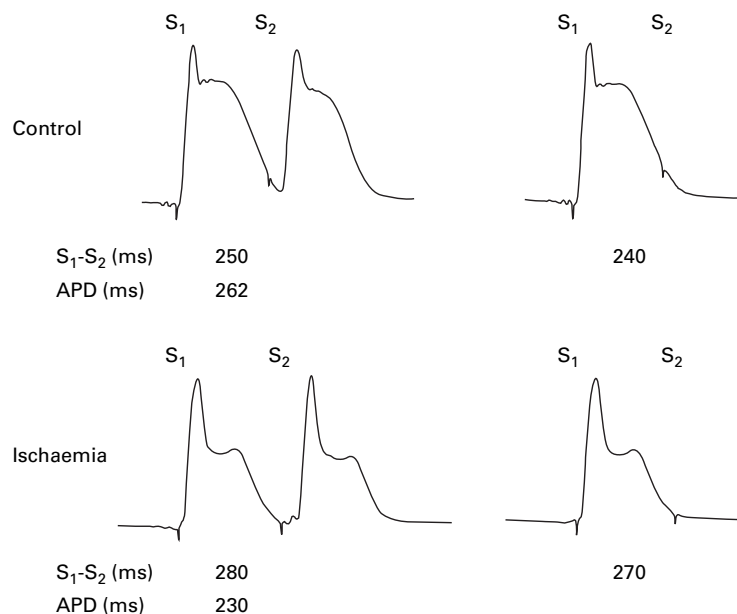 S₁ S₂ S₁ S₂
Control
S₁-S₂ (ms) 250 240
APD (ms) 262
S₁ S₂ S₁ S₂
Ischaemia
S₁-S₂ (ms) 280 270
APD (ms) 230